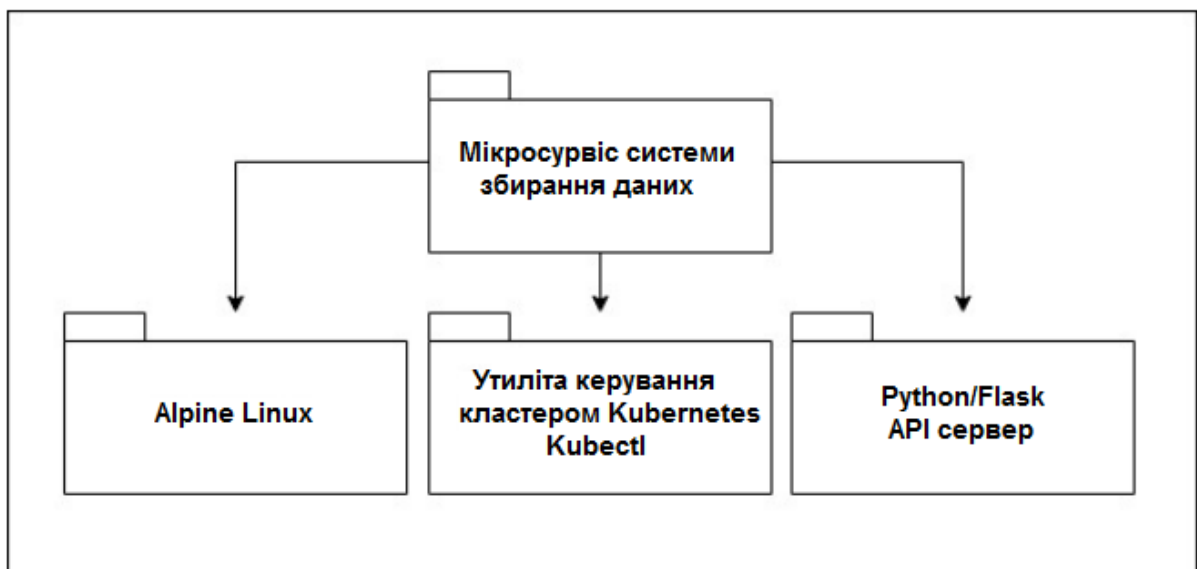 Мікросурвіс системи
збирання даних
Alpine Linux
Утиліта керування
кластером Kubernetes
Kubectl
Python/Flask
API сервер